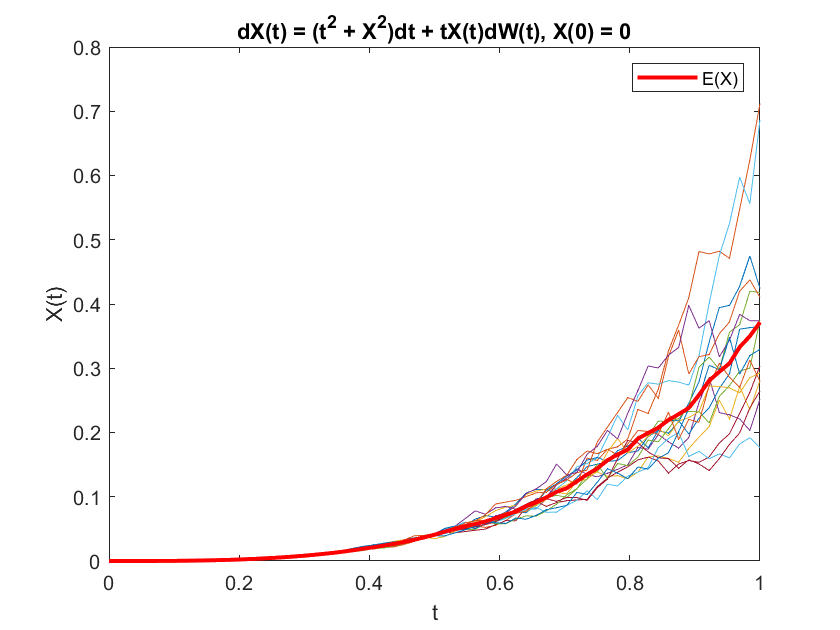 dX(t) = (t² + X²)dt + tX(t)dW(t), X(0) = 0
E(X)
0.8
0.7
0.6
0.5
0.4
0.3
0.2
0.1
0
X(t)
0 0.2 0.4 0.6 0.8 1
t